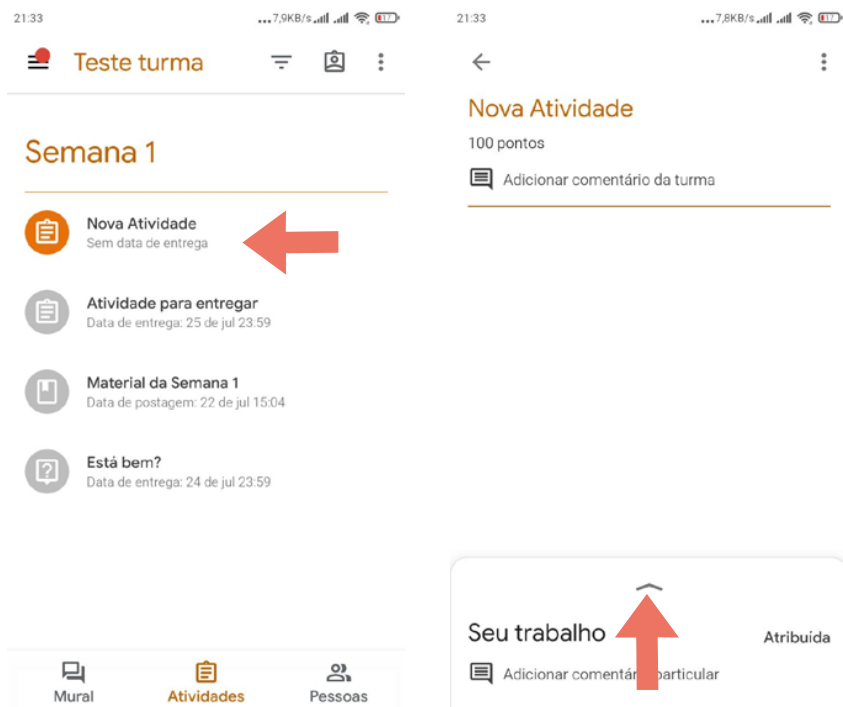 21:33
...7,9KB/s
17
Teste turma
Semana 1
Nova Atividade
Sem data de entrega
Atividade para entregar
Data de entrega: 25 de jul 23:59
Material da Semana 1
Data de postagem: 22 de jul 15:04
Está bem?
Data de entrega: 24 de jul 23:59
Mural
Atividades
Pessoas
21:33
...7,8KB/s
17
Nova Atividade
100 pontos
Adicionar comentário da turma
Seu trabalho
Atribuída
Adicionar particular